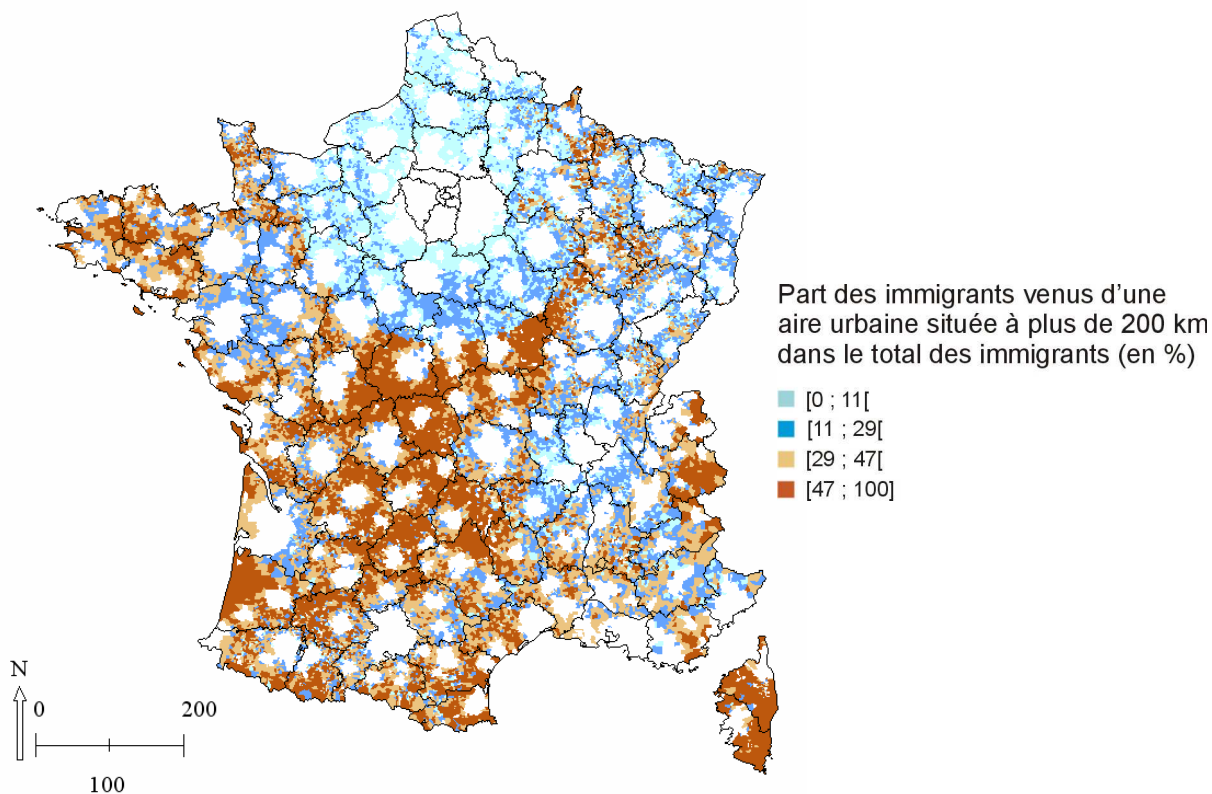 Part des immigrants venus d’une
aire urbaine située à plus de 200 km
dans le total des immigrants (en %)
[0 ; 11[
[11 ; 29[
[29 ; 47[
[47 ; 100]
N
0 200
100